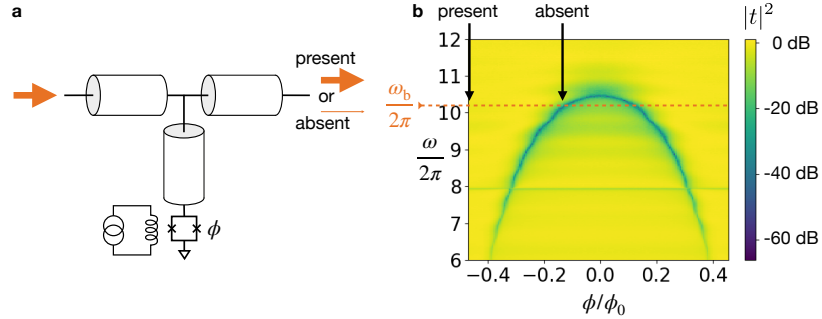 a
present
or
absent
ϕ
b
present
absent
|t|²
12
11
10
9
8
7
6
ω_b
2π
ω
2π
−0.4
−0.2
0.0
0.2
0.4
ϕ/ϕ₀
0 dB
-20 dB
-40 dB
-60 dB